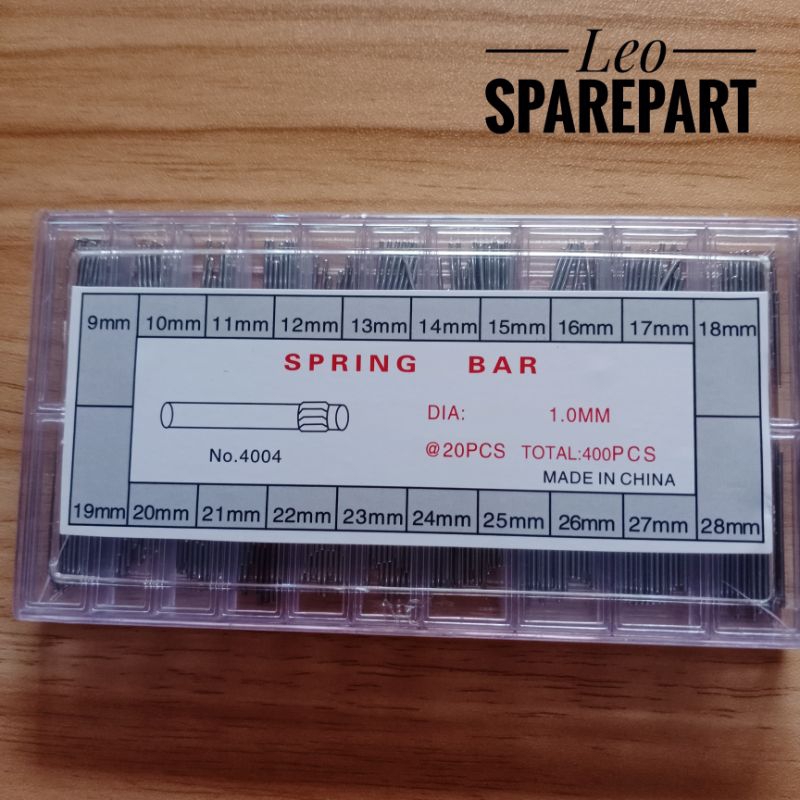 Leo
SPAREPART
9mm 10mm 11mm 12mm 13mm 14mm 15mm 16mm 17mm 18mm
SPRING BAR
DIA: 1.0MM
No.4004
@20PCS TOTAL:400PCS
MADE IN CHINA
19mm 20mm 21mm 22mm 23mm 24mm 25mm 26mm 27mm 28mm